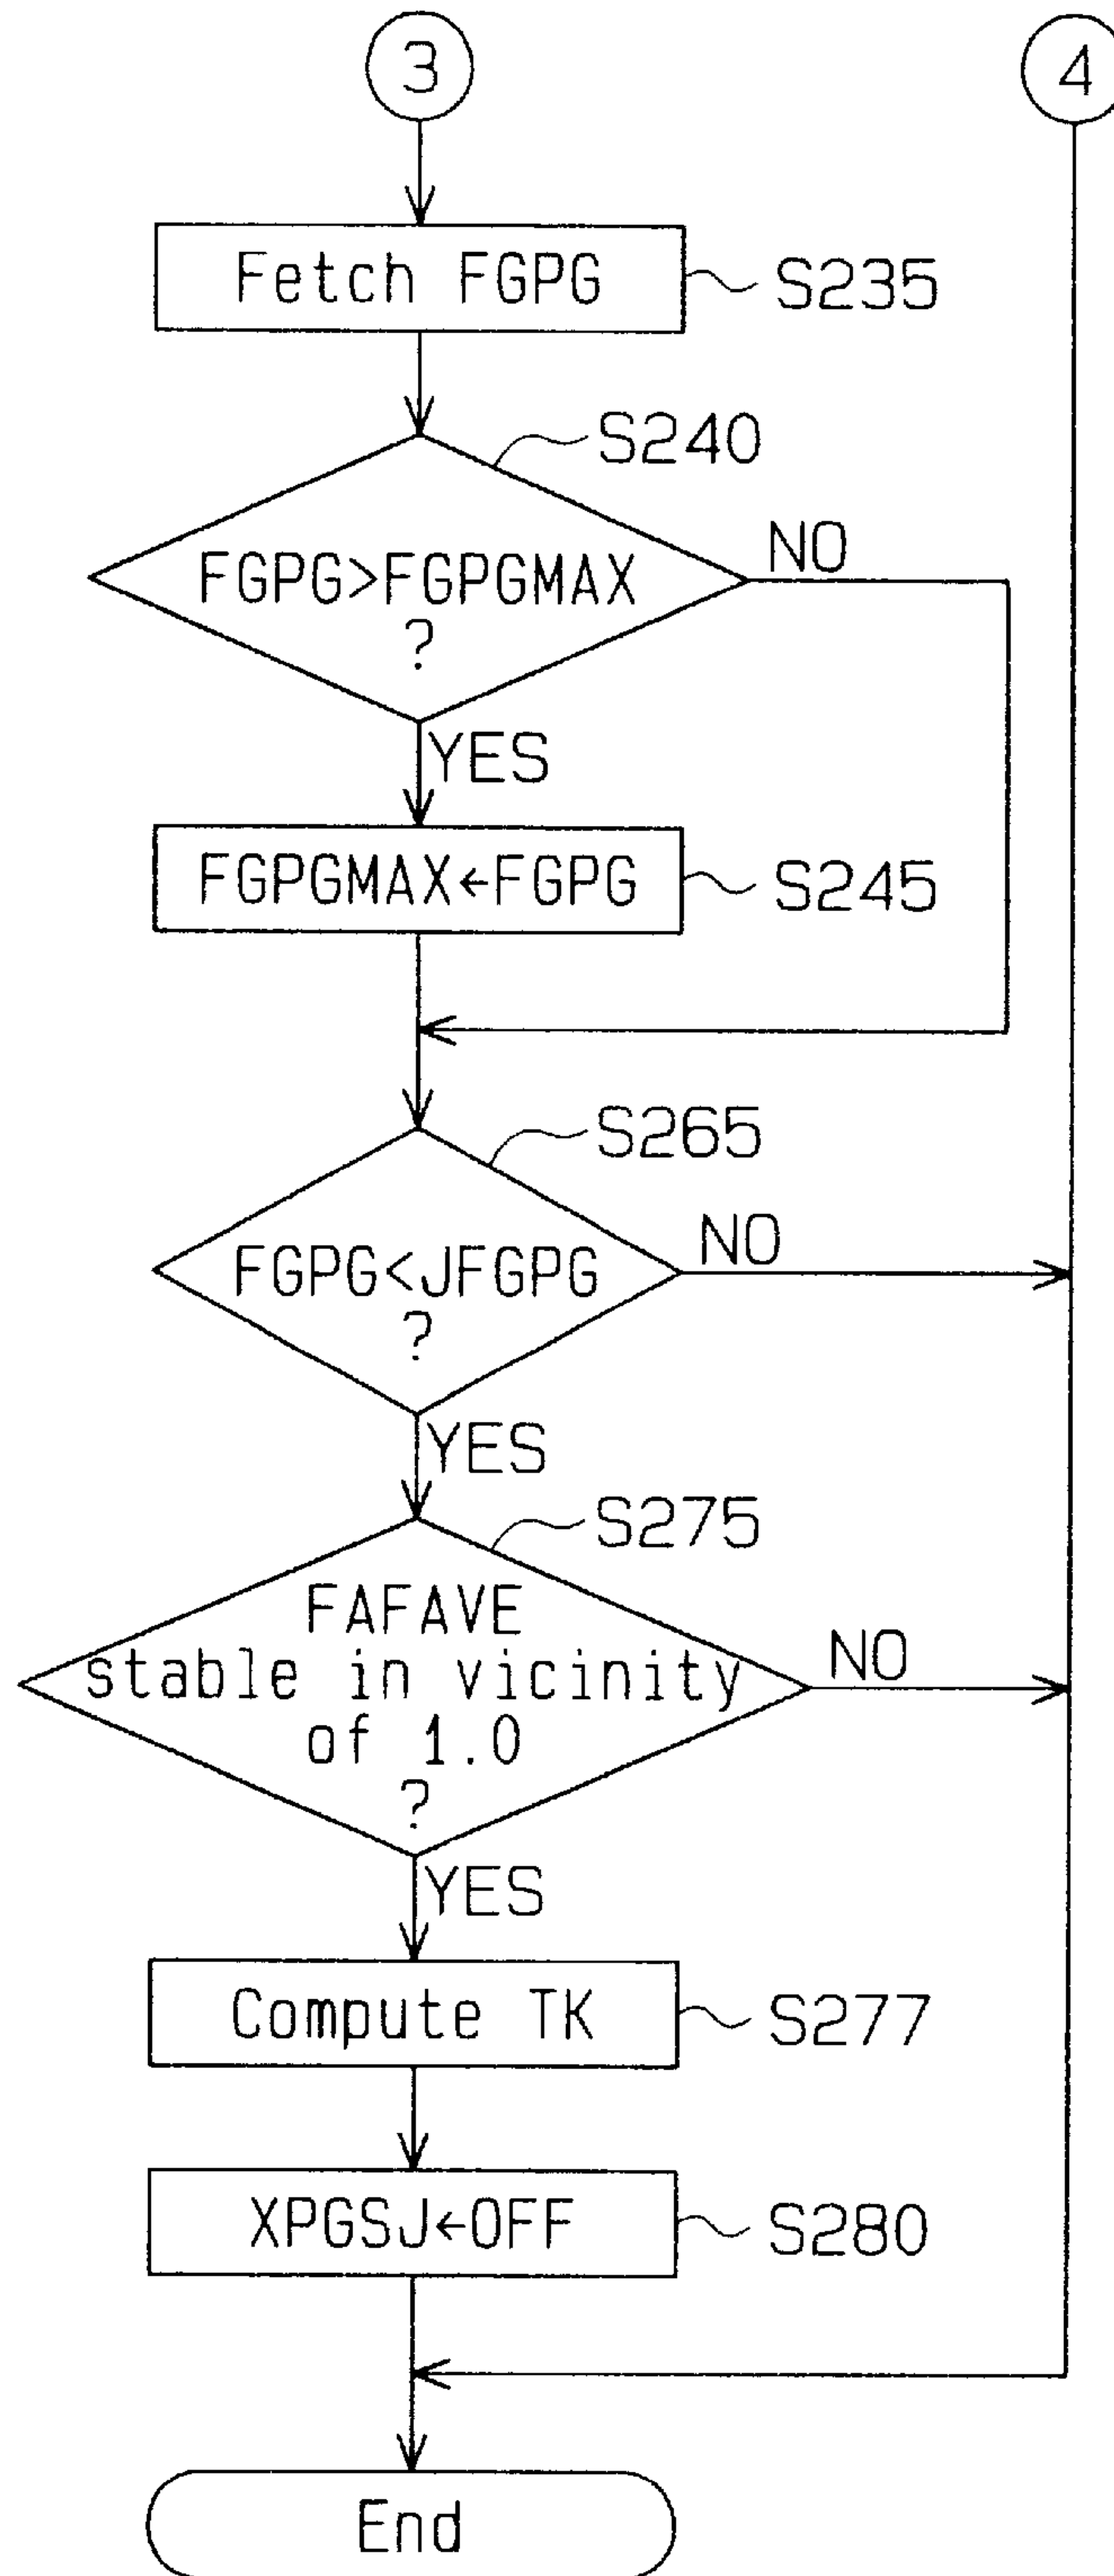 3
4
Fetch FGPG
S235
S240
FGPG>FGPGMAX
?
NO
YES
FGPGMAX←FGPG
S245
S265
FGPG<JFGPG
?
NO
YES
S275
FAFAVE
stable in vicinity
of 1.0
?
NO
YES
Compute TK
S277
XPGSJ←OFF
S280
End